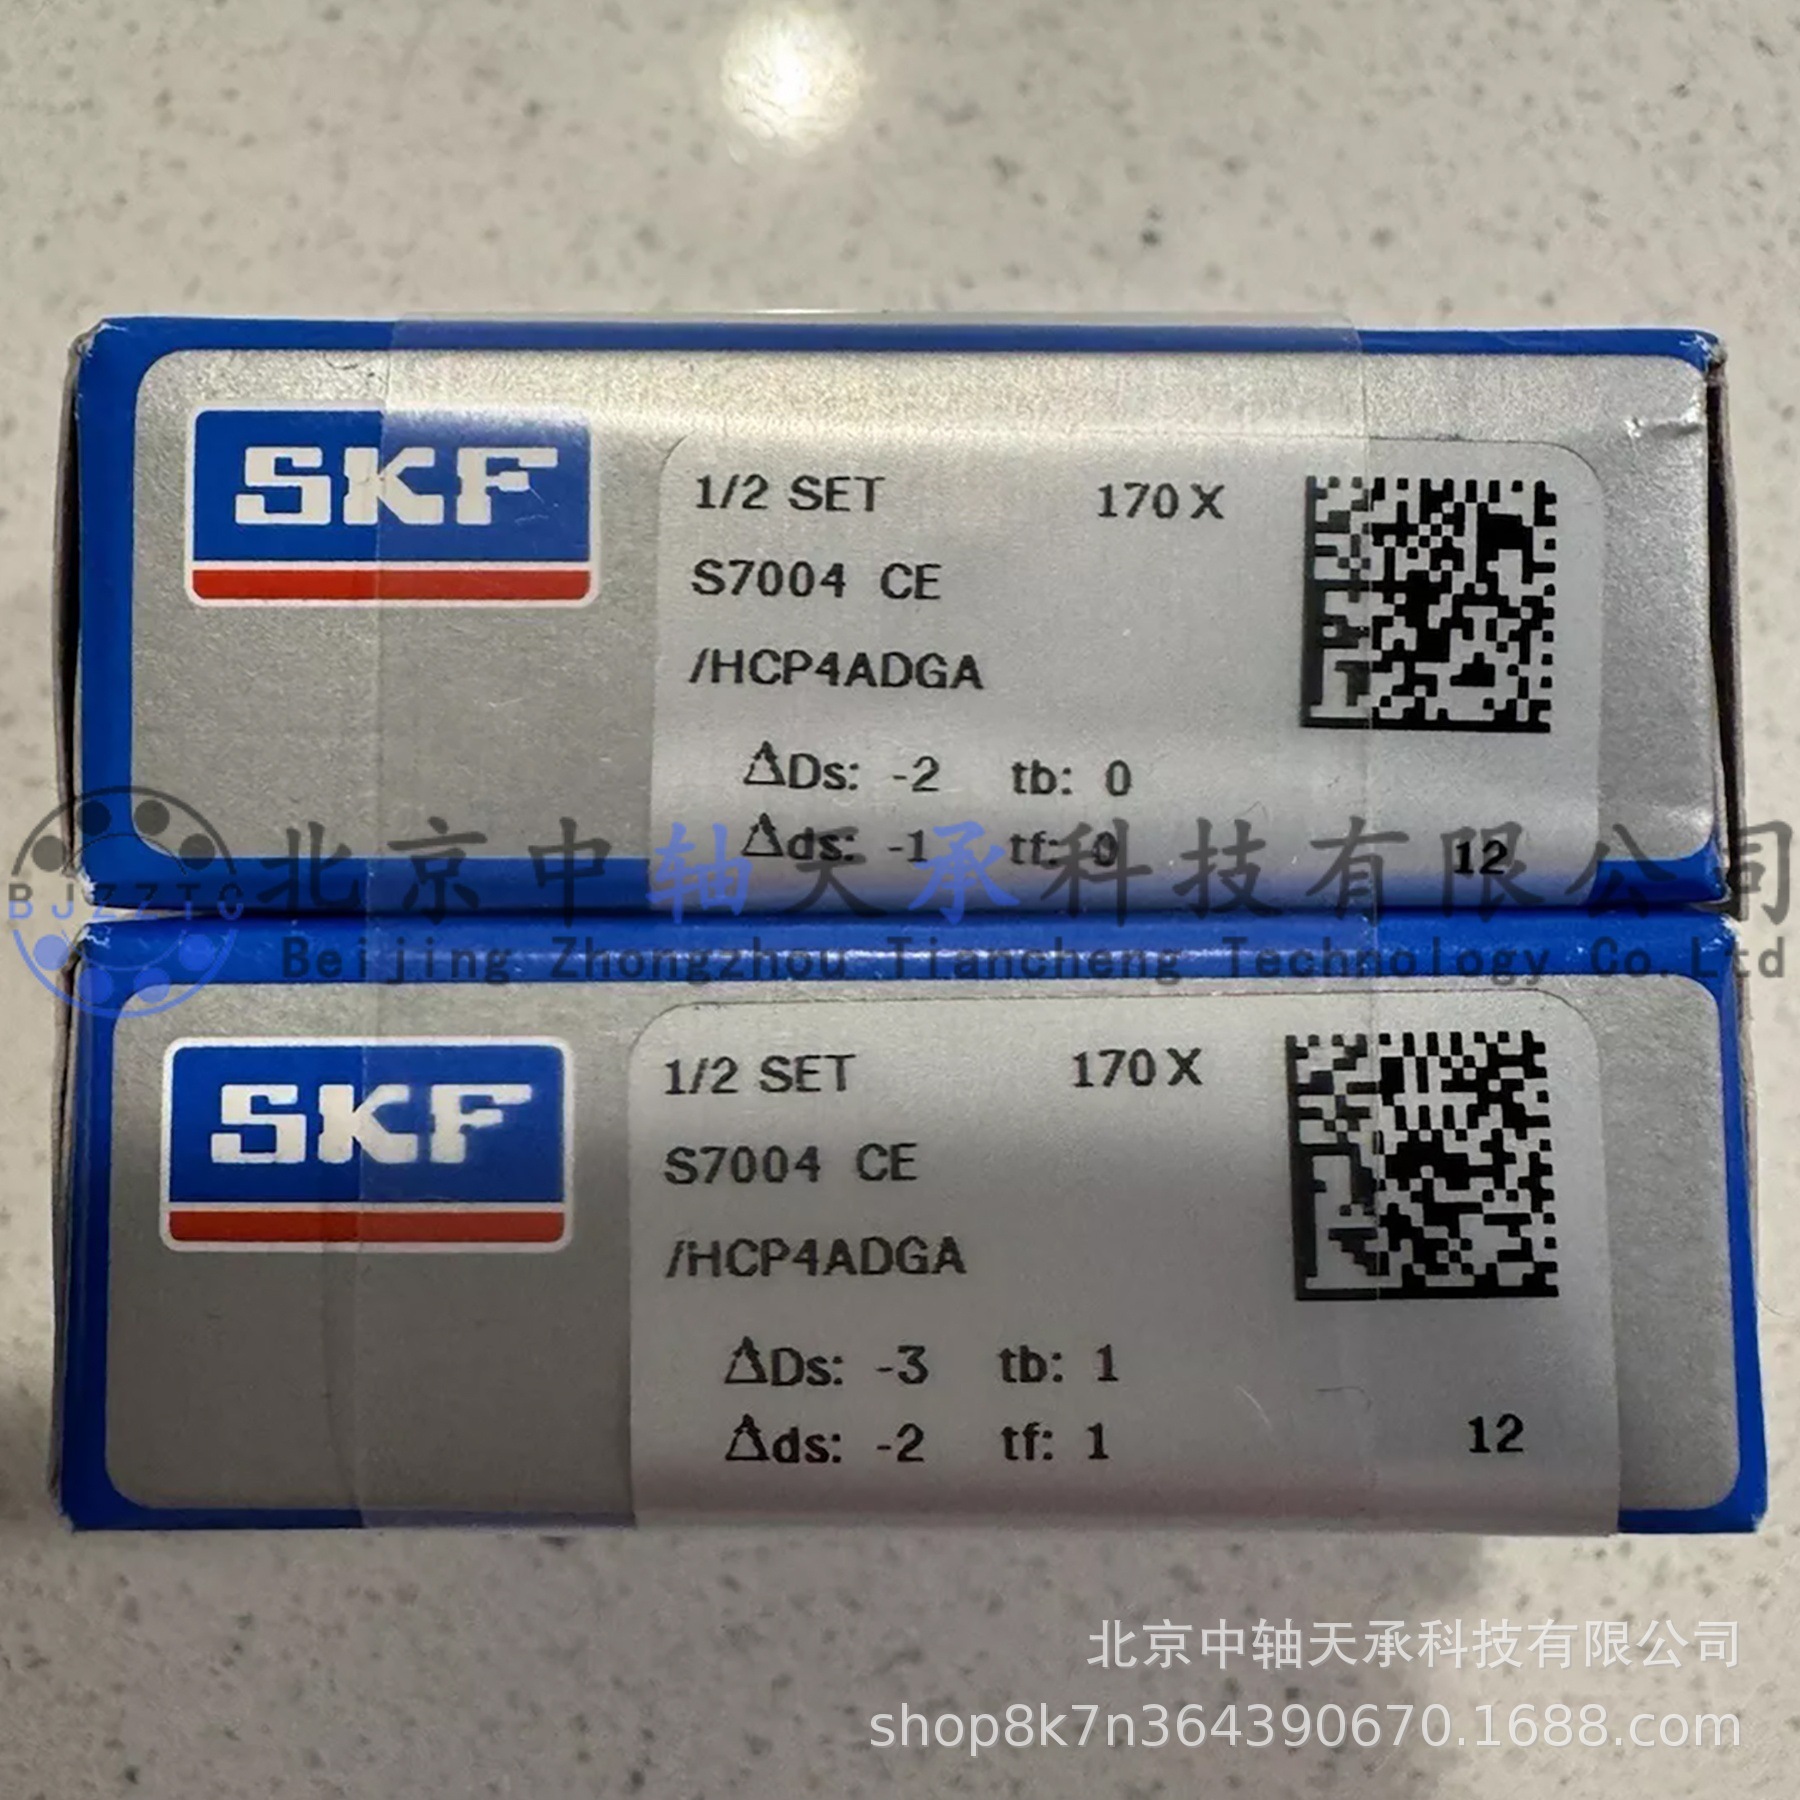 SKF
1/2 SET 170 X
S7004 CE
/HCP4ADGA
ΔDs: -2 tb: 0
Δds: -1 tf: 0
12
BJZZTC
北京中轴天承科技有限公司
Beijing Zhongzhou Tiancheng Technology Co.Ltd
SKF
1/2 SET 170 X
S7004 CE
/HCP4ADGA
ΔDs: -3 tb: 1
Δds: -2 tf: 1
12
北京中轴天承科技有限公司
shop8k7n364390670.1688.com